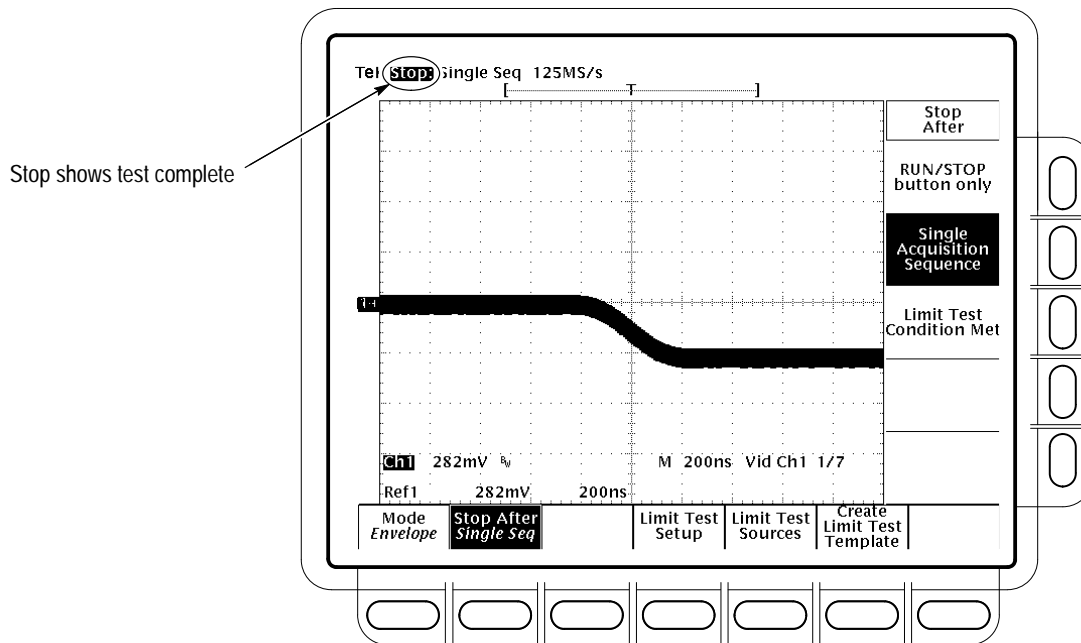 Tek Stop: Single Seq 125MS/s
[ T ]
Stop shows test complete
Stop
After
RUN/STOP
button only
Single
Acquisition
Sequence
Limit Test
Condition Met
Ch1 282mV BW M 200ns Vid Ch1 1/7
Ref1 282mV 200ns
Mode
Envelope
Stop After
Single Seq
Limit Test
Setup
Limit Test
Sources
Create
Limit Test
Template